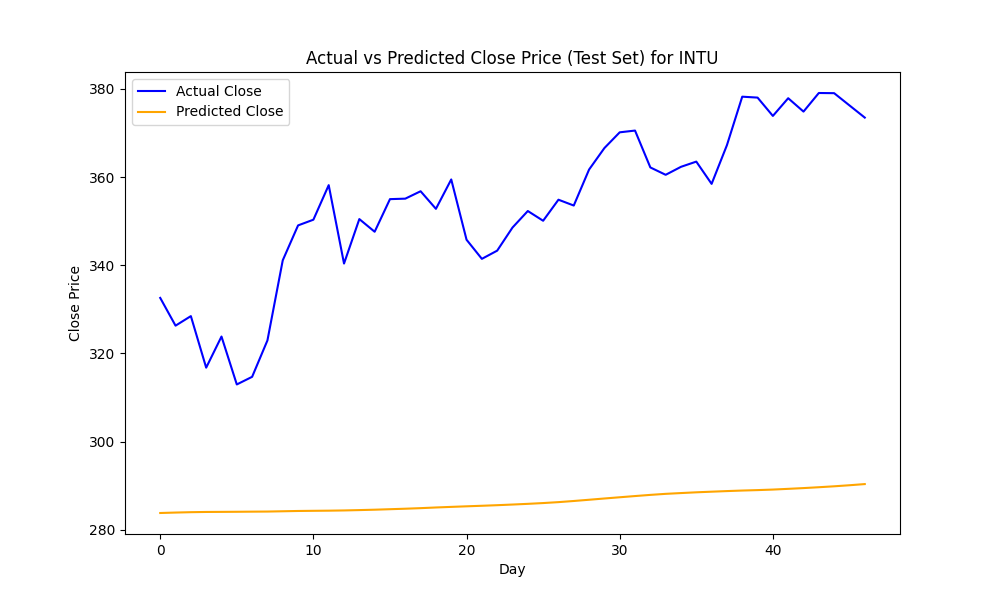 Actual vs Predicted Close Price (Test Set) for INTU
Actual Close
Predicted Close
Close Price
380
360
340
320
300
280
0 10 20 30 40
Day